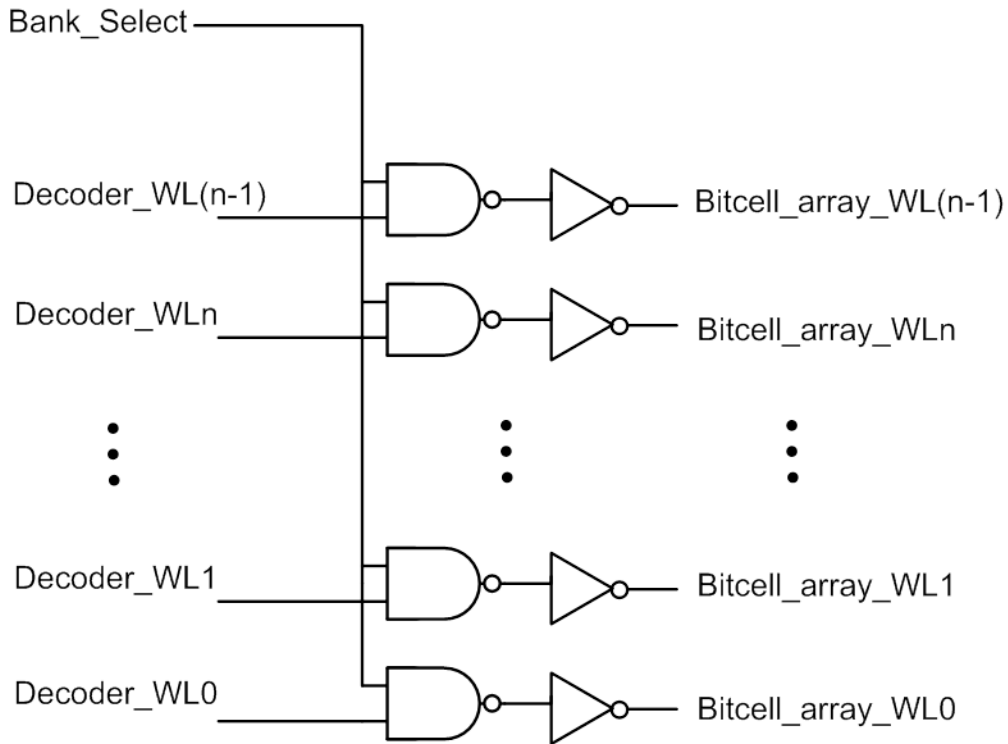 Bank_Select
Decoder_WL(n-1)
Bitcell_array_WL(n-1)
Decoder_WLn
Bitcell_array_WLn
Decoder_WL1
Bitcell_array_WL1
Decoder_WL0
Bitcell_array_WL0